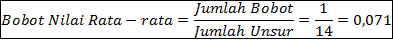 Bobot Nilai Rata − rata = Jumlah Bobot / Jumlah Unsur = 1 / 14 = 0,071